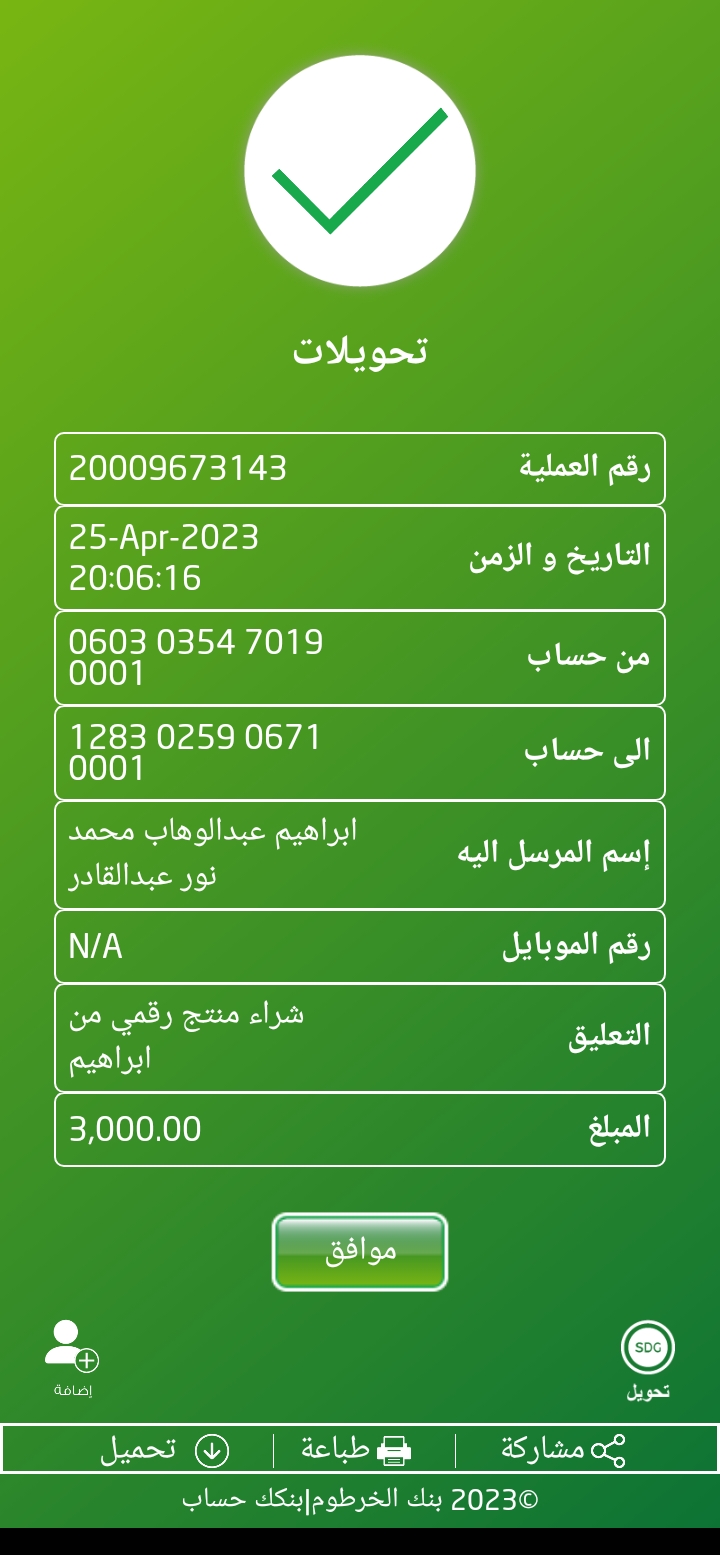 تحويلات
رقم العملية 20009673143
التاريخ و الزمن 25-Apr-2023
20:06:16
من حساب 0603 0354 7019
0001
الى حساب 1283 0259 0671
0001
إسم المرسل اليه ابراهيم عبدالوهاب محمد
نور عبدالقادر
رقم الموبايل N/A
التعليق شراء منتج رقمي من
ابراهيم
المبلغ 3,000.00
موافق
SDG
تحويل
إضافة
مشاركة طباعة تحميل
©2023 بنك الخرطوم|بنكك حساب